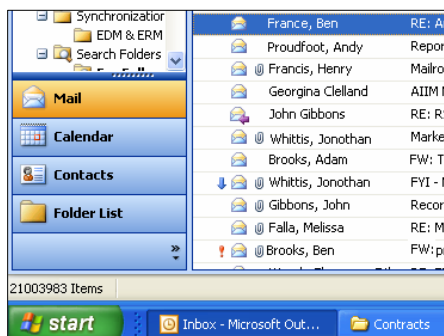 Synchronization
EDM & ERM
Search Folders
Mail
Calendar
Contacts
Folder List
France, Ben RE: A
Proudfoot, Andy Repor
Francis, Henry Mailro
Georgina Clelland AIIM
John Gibbons RE: R
Whittis, Jonothan Marke
Brooks, Adam FW: T
Whittis, Jonothan FYI -
Gibbons, John Recor
Falla, Melissa RE: M
Brooks, Ben FW:p
21003983 Items
start
Inbox - Microsoft Out...
Contracts